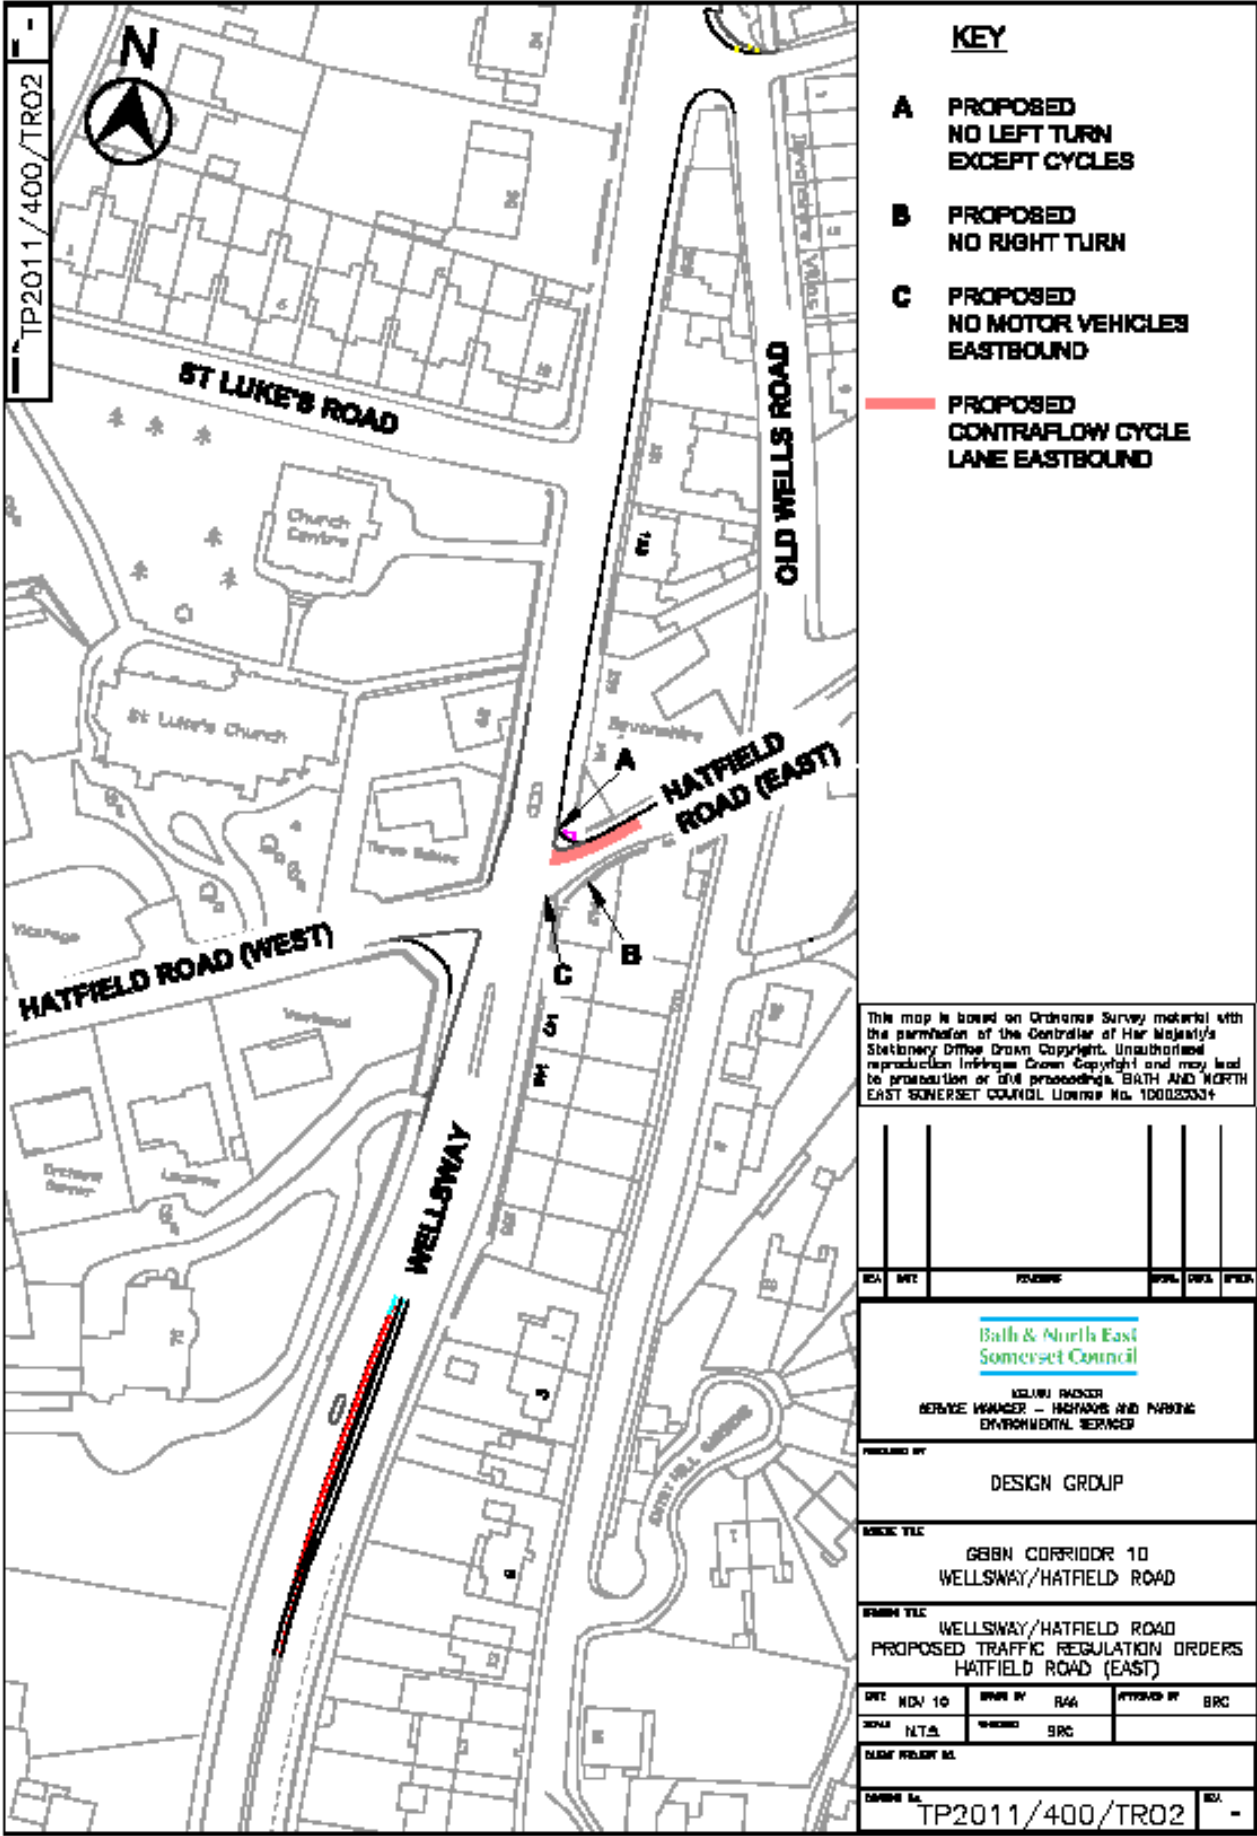 TP2011/400/TRO2
N
ST LUKE'S ROAD
OLD WELLS ROAD
Church
Centre
St Luke's Church
Devonshire
A
HATFIELD
ROAD (EAST)
B
C
Vicarage
HATFIELD ROAD (WEST)
WELLSWAY
KEY
A PROPOSED
NO LEFT TURN
EXCEPT CYCLES
B PROPOSED
NO RIGHT TURN
C PROPOSED
NO MOTOR VEHICLES
EASTBOUND
PROPOSED
CONTRAFLOW CYCLE
LANE EASTBOUND
This map is based on Ordnance Survey material with
the permission of the Controller of Her Majesty's
Stationery Office Crown Copyright. Unauthorised
reproduction infringes Crown Copyright and may lead
to prosecution or civil proceedings. BATH AND NORTH
EAST SOMERSET COUNCIL License No.
DATE
Bath & North East
Somerset Council
SERVICE MANAGER - HIGHWAYS AND PARKING
ENVIRONMENTAL SERVICES
DESIGN GROUP
GBBN CORRIDOR 10
WELLSWAY/HATFIELD ROAD
WELLSWAY/HATFIELD ROAD
PROPOSED TRAFFIC REGULATION ORDERS
HATFIELD ROAD (EAST)
NOV 10
BRC
N.T.S.
TP2011/400/TRO2
-